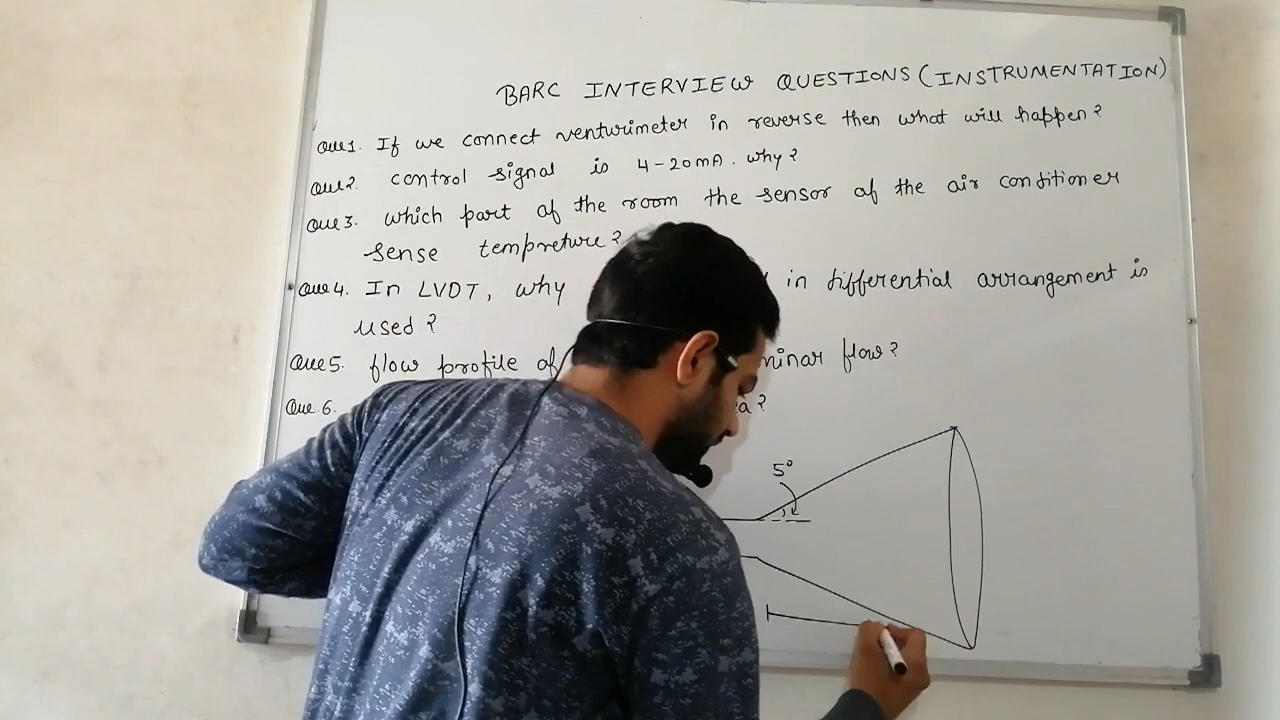 BARC INTERVIEW QUESTIONS (INSTRUMENTATION)
Que1. If we connect venturimeter in reverse then what will happen?
Que2. control signal is 4-20mA. why?
Que3. which part of the room the sensor of the air conditioner
sense tempreture?
Que4. In LVDT, why in differential arrangement is
used?
Que5. flow profile of flow?
Que.6.
5°